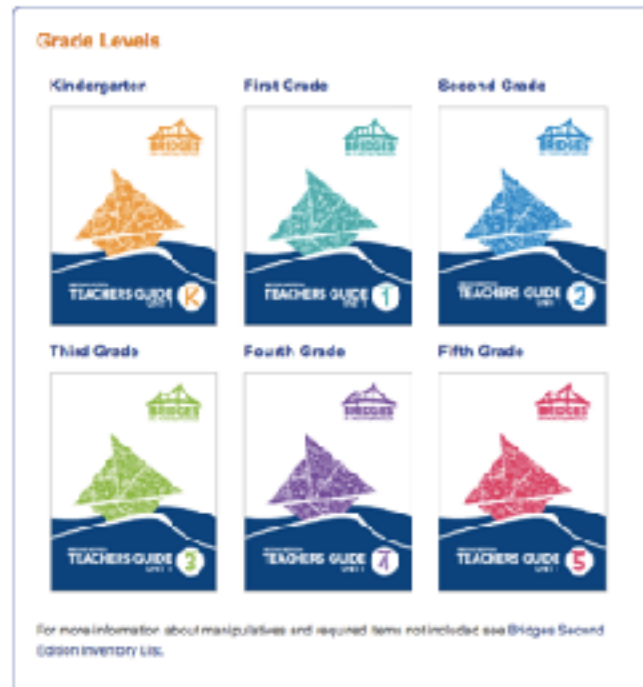 Grade Levels
Kindergarten
First Grade
Second Grade
BRIDGES
BRIDGES
BRIDGES
TEACHERS GUIDE K
TEACHERS GUIDE 1
TEACHERS GUIDE 2
Third Grade
Fourth Grade
Fifth Grade
BRIDGES
BRIDGES
BRIDGES
TEACHERS GUIDE 3
TEACHERS GUIDE 4
TEACHERS GUIDE 5
For more information about manipulatives and required items not included see Bridges Second
Edition Inventory List.